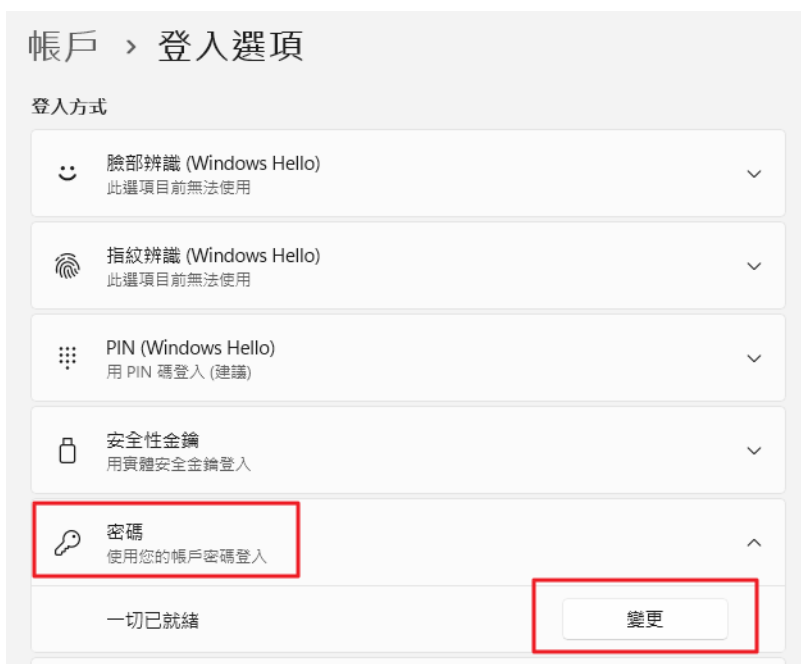 帳戶 › 登入選項
登入方式
臉部辨識 (Windows Hello)
此選項目前無法使用
指紋辨識 (Windows Hello)
此選項目前無法使用
PIN (Windows Hello)
用 PIN 碼登入 (建議)
安全性金鑰
用實體安全金鑰登入
密碼
使用您的帳戶密碼登入
一切已就緒
變更